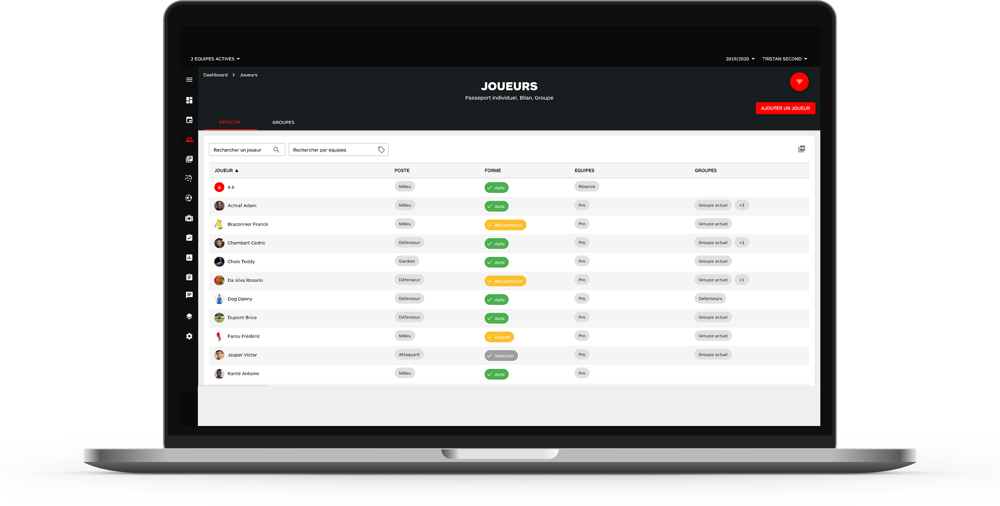 2 EQUIPES ACTIVES 2019/2020 TRISTAN SECOND
Dashboard Joueurs
JOUEURS
Passeport individuel, Bilan, Groupe
AJOUTER UN JOUEUR
EFFECTIF GROUPES
Rechercher un joueur Rechercher par équipes PDF
JOUEUR ▲ POSTE FORME EQUIPES GROUPES
a a a Milieu Apte Réserve
Achraf Adam Milieu Apte Pro Groupe actuel +2
Braconnier Franck Milieu Récupération Pro Groupe actuel
Chambert Cedric Défenseur Apte Pro Groupe actuel +1
Choix Teddy Gardien Apte Pro Groupe actuel
Da silva Rosario Défenseur Récupération Pro Groupe actuel +1
Dog Danny Défenseur Apte Pro Defenseurs
Dupont Brice Défenseur Apte Pro Groupe actuel
Farou Frédéric Milieu Adapté Pro Groupe actuel
Jasper Victor Attaquant Selection Pro Groupe actuel
Kanté Antoine Milieu Apte Pro